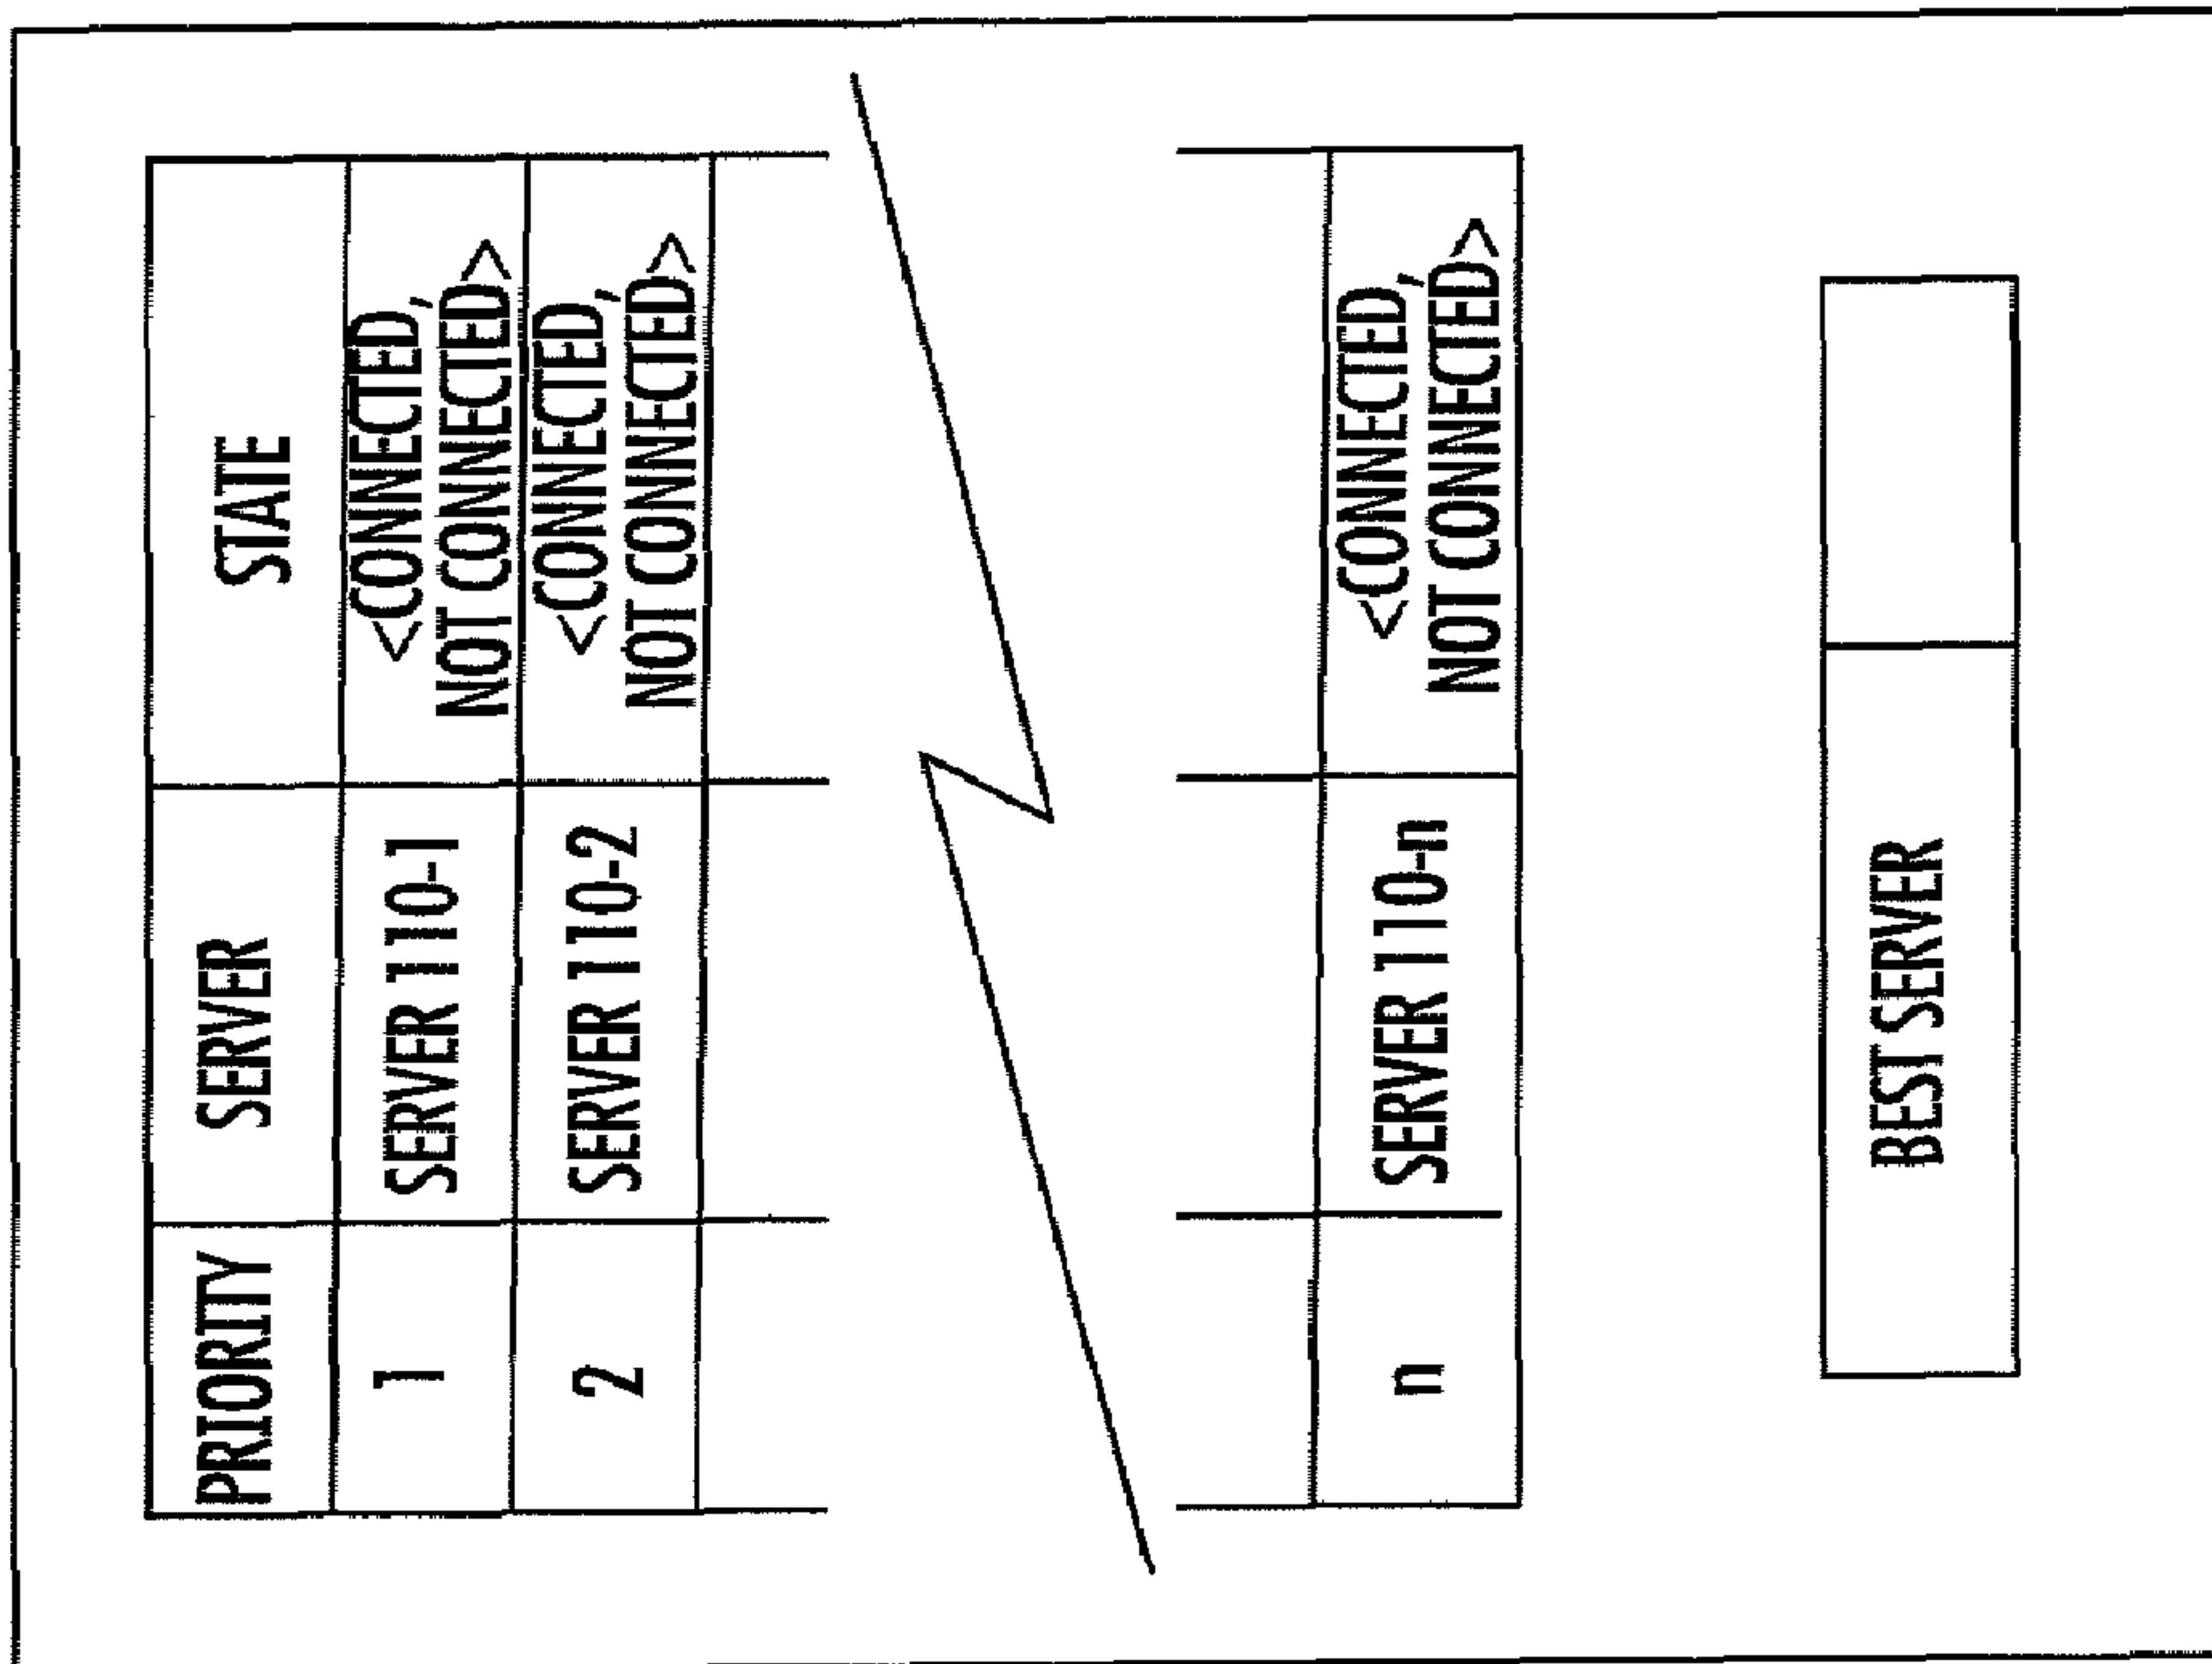 PRIORITY SERVER STATE
1 SERVER 110-1 <CONNECTED,
NOT CONNECTED>
2 SERVER 110-2 <CONNECTED,
NOT CONNECTED>
n SERVER 110-n <CONNECTED,
NOT CONNECTED>
BEST SERVER